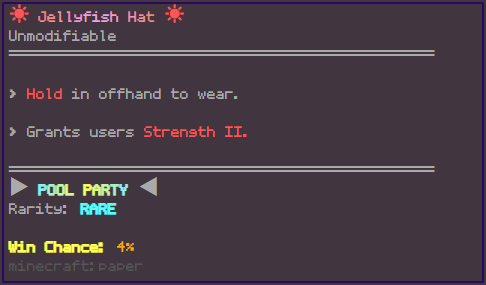 ☀ Jellyfish Hat ☀
Unmodifiable
> Hold in offhand to wear.
> Grants users Strength II.
▶ POOL PARTY ◀
Rarity: RARE
Win Chance: 4%
minecraft:paper